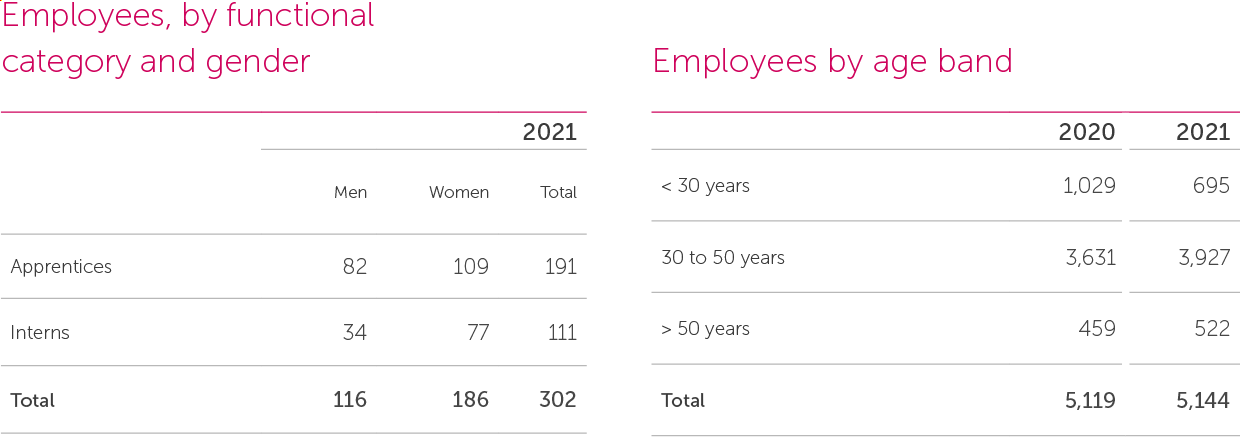 Employees, by functional
category and gender
2021
Men Women Total
Apprentices 82 109 191
Interns 34 77 111
Total 116 186 302
Employees by age band
2020 2021
< 30 years 1,029 695
30 to 50 years 3,631 3,927
> 50 years 459 522
Total 5,119 5,144